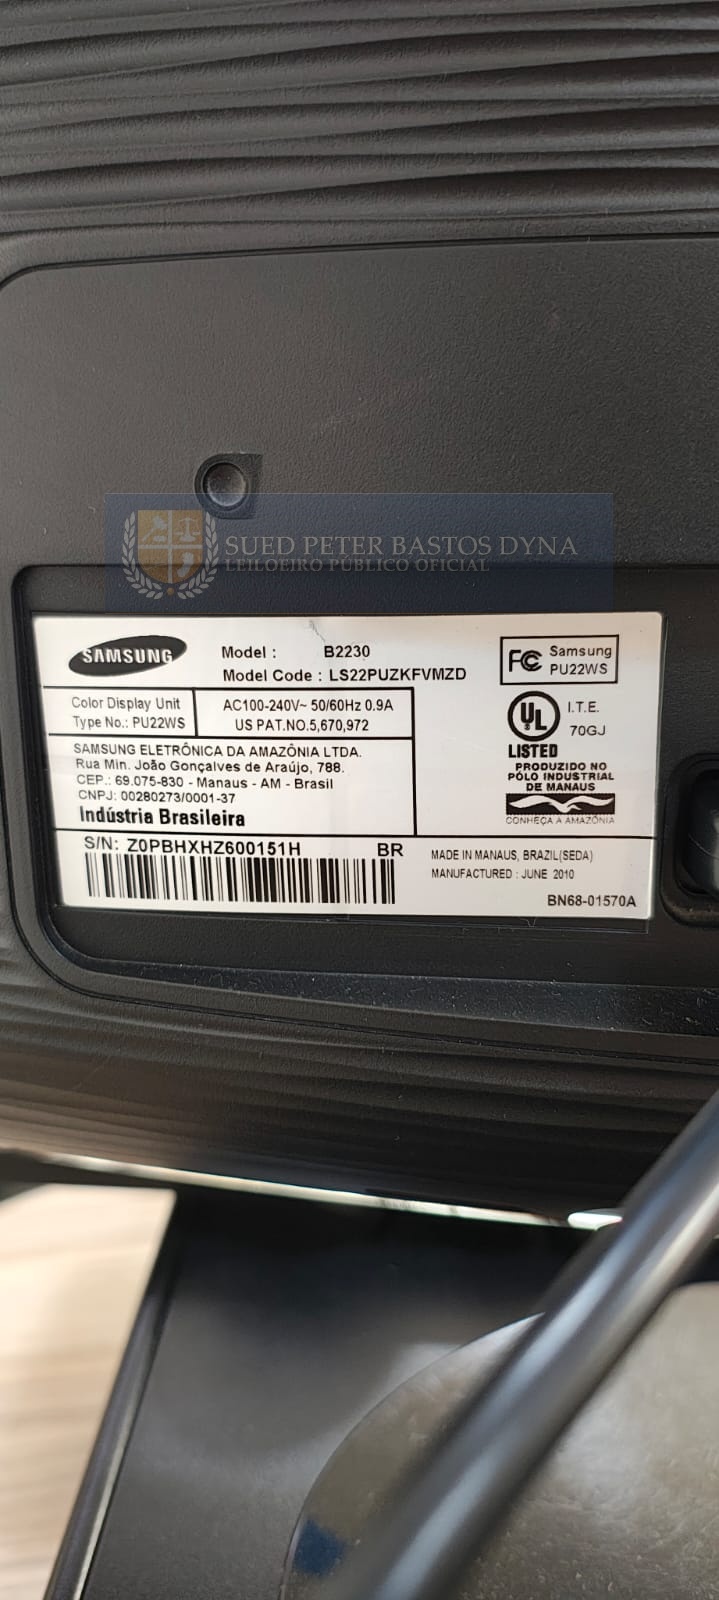 SUED PETER BASTOS DYNA
LEILOEIRO PÚBLICO OFICIAL
SAMSUNG
Model : B2230
Model Code : LS22PUZKFVMZD
FC Samsung
PU22WS
Color Display Unit
Type No.: PU22WS
AC100-240V~ 50/60Hz 0.9A
US PAT.NO.5,670,972
SAMSUNG ELETRÔNICA DA AMAZÔNIA LTDA.
Rua Min. João Gonçalves de Araújo, 788.
CEP.: 69.075-830 - Manaus - AM - Brasil
CNPJ: 00280273/0001-37
Indústria Brasileira
UL
LISTED
I.T.E.
70GJ
PRODUZIDO NO
PÓLO INDUSTRIAL
DE MANAUS
CONHEÇA A AMAZÔNIA
S/N: Z0PBHXHZ600151H BR
MADE IN MANAUS, BRAZIL(SEDA)
MANUFACTURED : JUNE 2010
BN68-01570A